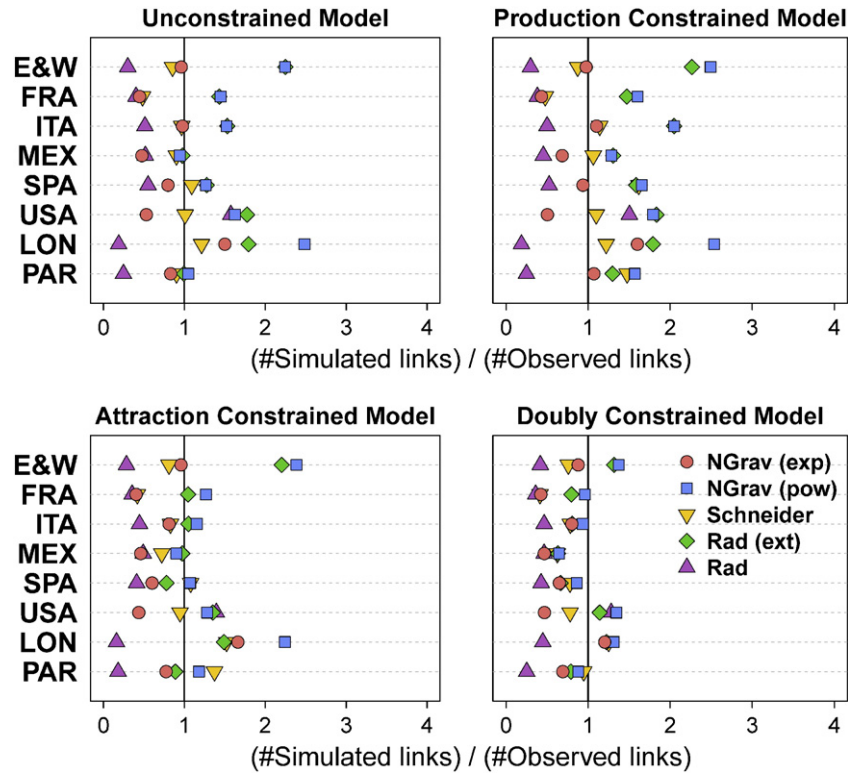 Unconstrained Model
Production Constrained Model
E&W
FRA
ITA
MEX
SPA
USA
LON
PAR
0 1 2 3 4
0 1 2 3 4
(#Simulated links) / (#Observed links)
Attraction Constrained Model
Doubly Constrained Model
E&W
FRA
ITA
MEX
SPA
USA
LON
PAR
NGrav (exp)
NGrav (pow)
Schneider
Rad (ext)
Rad
0 1 2 3 4
0 1 2 3 4
(#Simulated links) / (#Observed links)